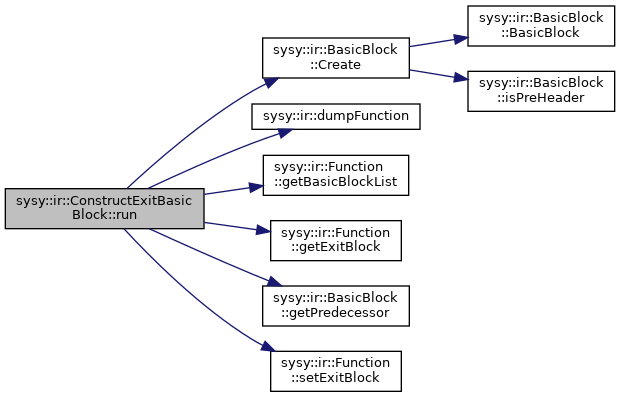 sysy::ir::ConstructExitBasic
Block::run
sysy::ir::BasicBlock
::Create
sysy::ir::BasicBlock
::BasicBlock
sysy::ir::BasicBlock
::isPreHeader
sysy::ir::dumpFunction
sysy::ir::Function
::getBasicBlockList
sysy::ir::Function
::getExitBlock
sysy::ir::BasicBlock
::getPredecessor
sysy::ir::Function
::setExitBlock